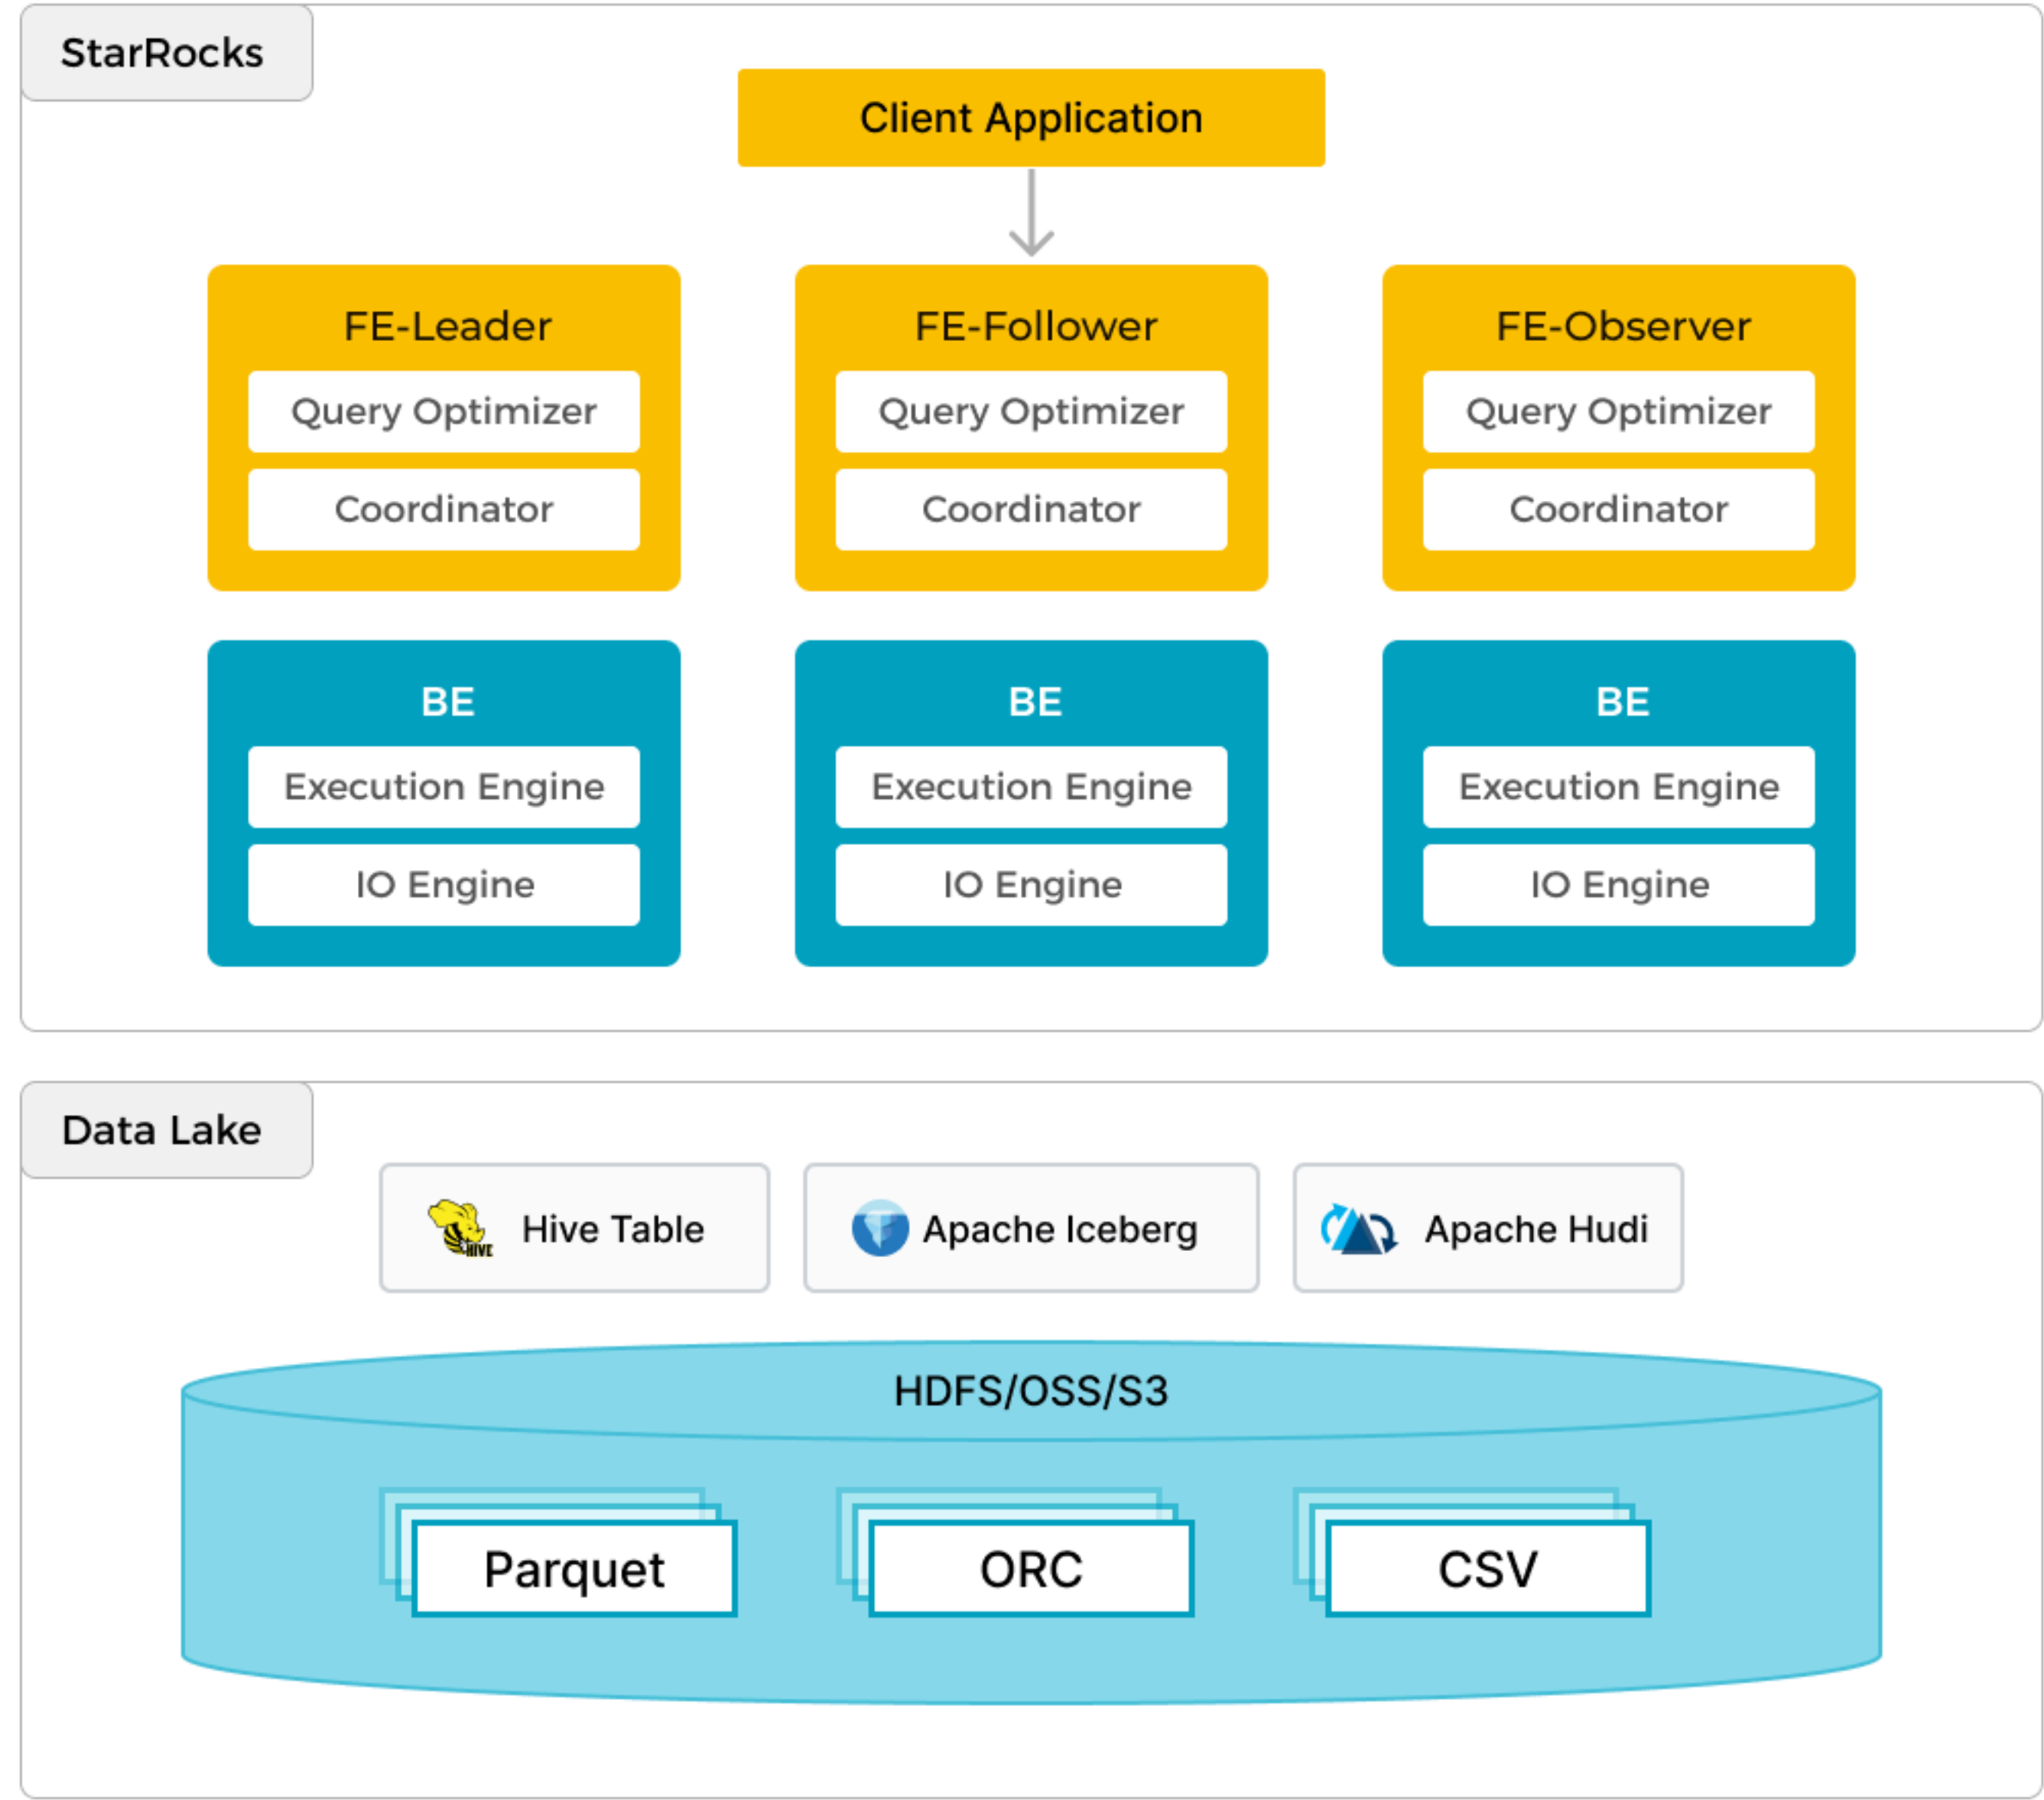 StarRocks
Client Application
FE-Leader
Query Optimizer
Coordinator
FE-Follower
Query Optimizer
Coordinator
FE-Observer
Query Optimizer
Coordinator
BE
Execution Engine
IO Engine
BE
Execution Engine
IO Engine
BE
Execution Engine
IO Engine
Data Lake
HIVE
Hive Table
Apache Iceberg
Apache Hudi
HDFS/OSS/S3
Parquet
ORC
CSV